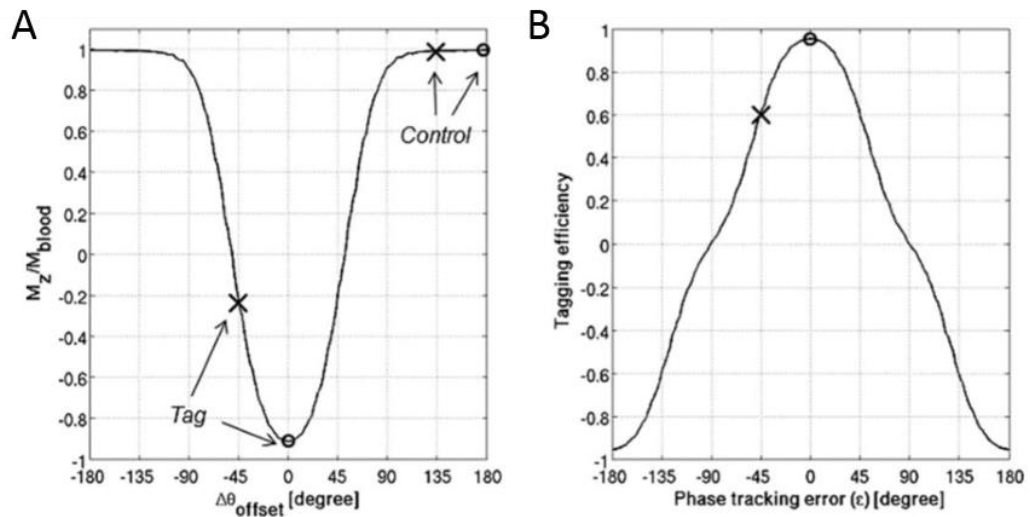 A
B
M_z/M_blood
1
0.8
0.6
0.4
0.2
0
-0.2
-0.4
-0.6
-0.8
-1
Control
Tag
-180 -135 -90 -45 0 45 90 135 180
Δθ_offset [degree]
Tagging efficiency
1
0.8
0.6
0.4
0.2
0
-0.2
-0.4
-0.6
-0.8
-1
-180 -135 -90 -45 0 45 90 135 180
Phase tracking error (ε) [degree]